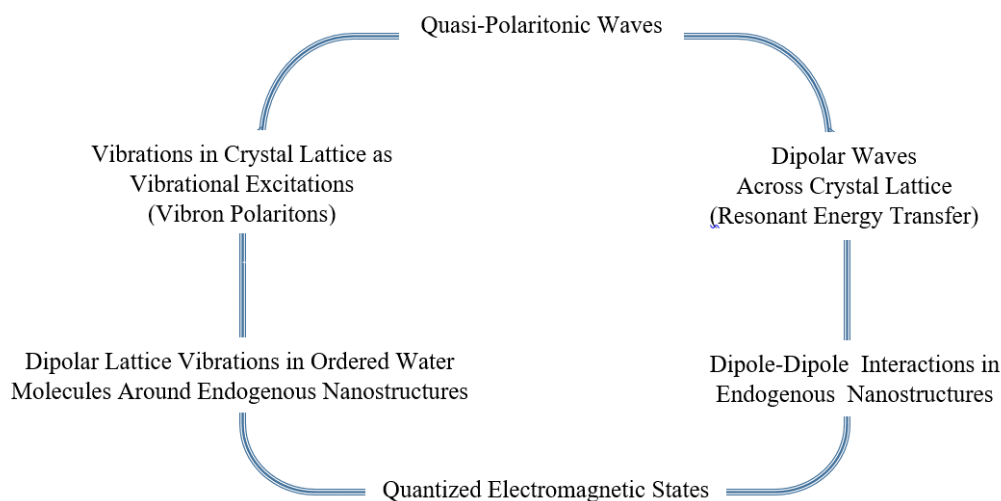 Quasi-Polaritonic Waves
Vibrations in Crystal Lattice as
Vibrational Excitations
(Vibron Polaritons)
Dipolar Waves
Across Crystal Lattice
(Resonant Energy Transfer)
Dipolar Lattice Vibrations in Ordered Water
Molecules Around Endogenous Nanostructures
Dipole-Dipole Interactions in
Endogenous Nanostructures
Quantized Electromagnetic States